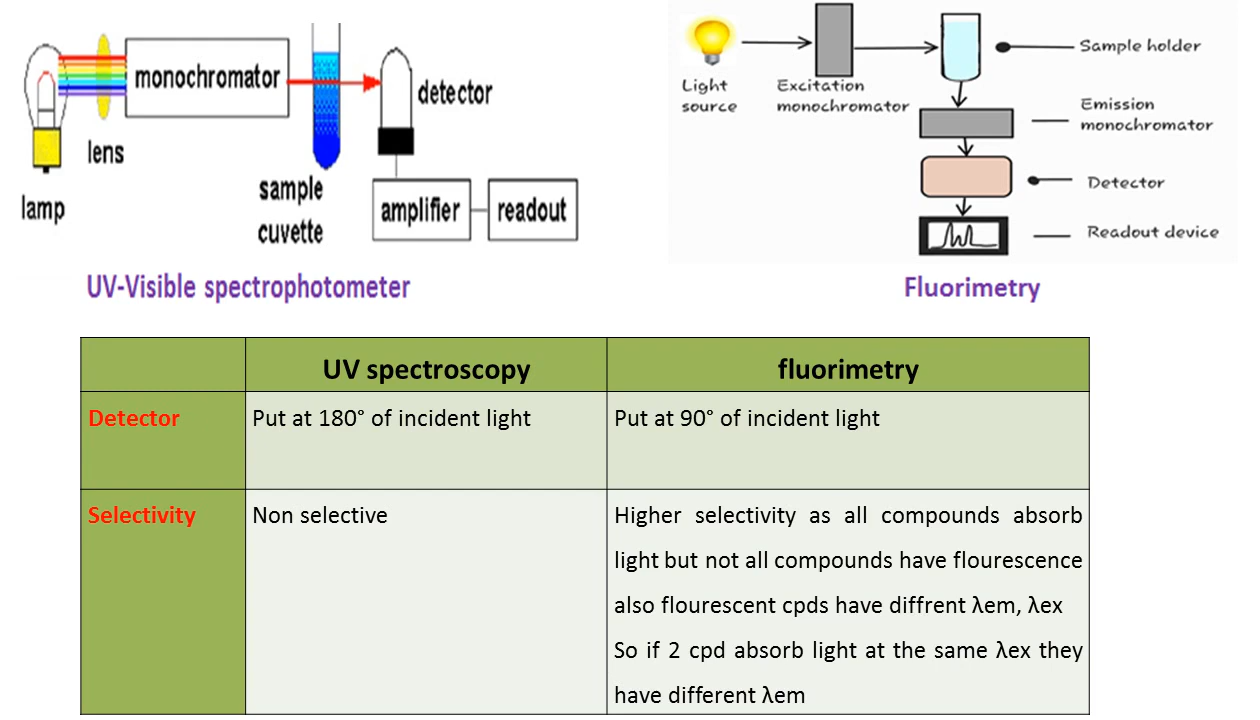 monochromator
detector
lens
sample
cuvette
lamp
amplifier
readout
UV-Visible spectrophotometer
Light
source
Excitation
monochromator
Sample holder
Emission
monochromator
Detector
Readout device
Fluorimetry
UV spectroscopy
fluorimetry
Detector
Put at 180° of incident light
Put at 90° of incident light
Selectivity
Non selective
Higher selectivity as all compounds absorb
light but not all compounds have flourescence
also flourescent cpds have diffrent λem, λex
So if 2 cpd absorb light at the same λex they
have different λem